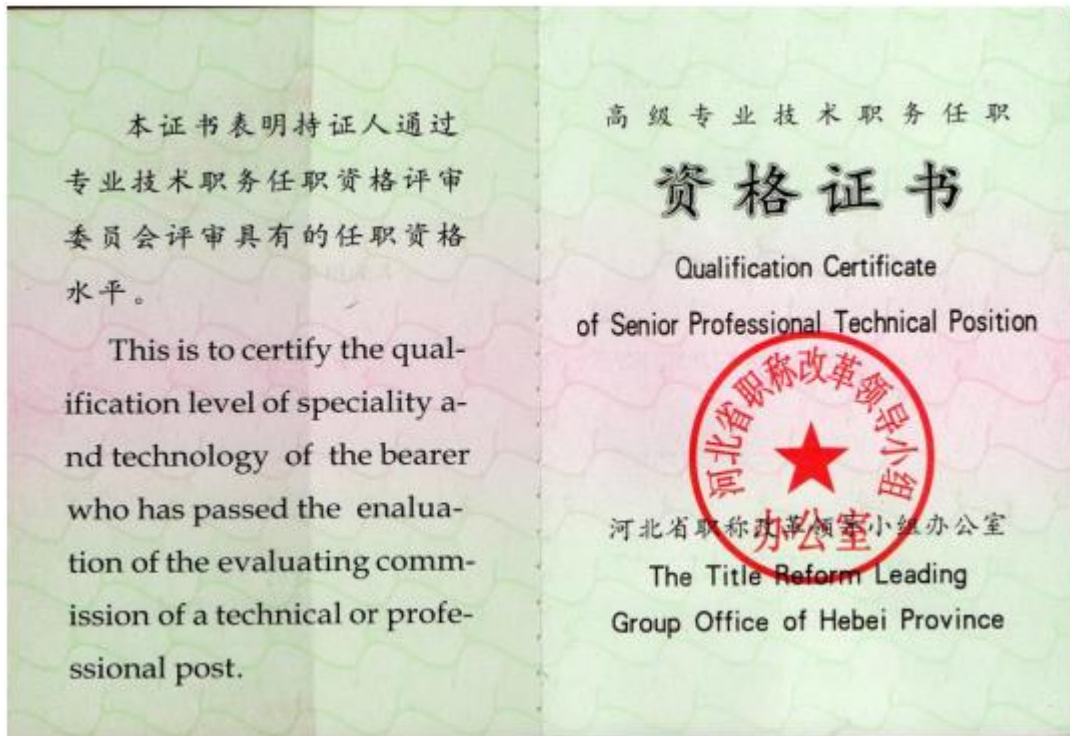 本证书表明持证人通过
专业技术职务任职资格评审
委员会评审具有的任职资格
水平。
This is to certify the qual-
ification level of speciality a-
nd technology of the bearer
who has passed the enalua-
tion of the evaluating comm-
ission of a technical or profe-
ssional post.
高级专业技术职务任职
资格证书
Qualification Certificate
of Senior Professional Technical Position
河北省职称改革领导小组
办公室
河北省职称改革领导小组办公室
The Title Reform Leading
Group Office of Hebei Province